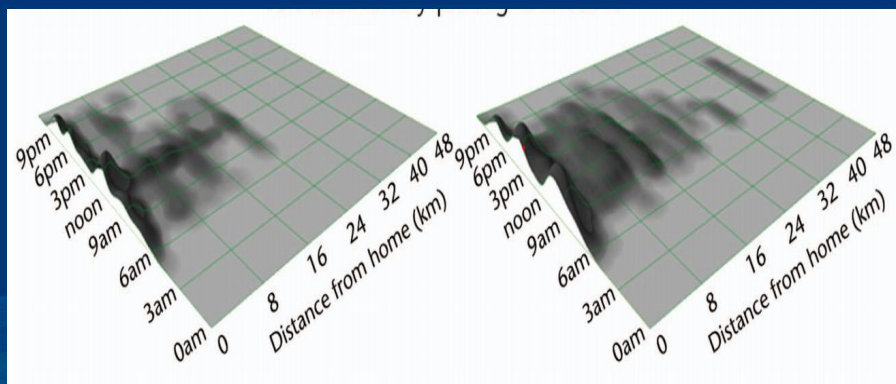 9pm
6pm
3pm
noon
9am
6am
3am
0am
0
8
16
24
32
40
48
Distance from home (km)
9pm
6pm
3pm
noon
9am
6am
3am
0am
0
8
16
24
32
40
48
Distance from home (km)